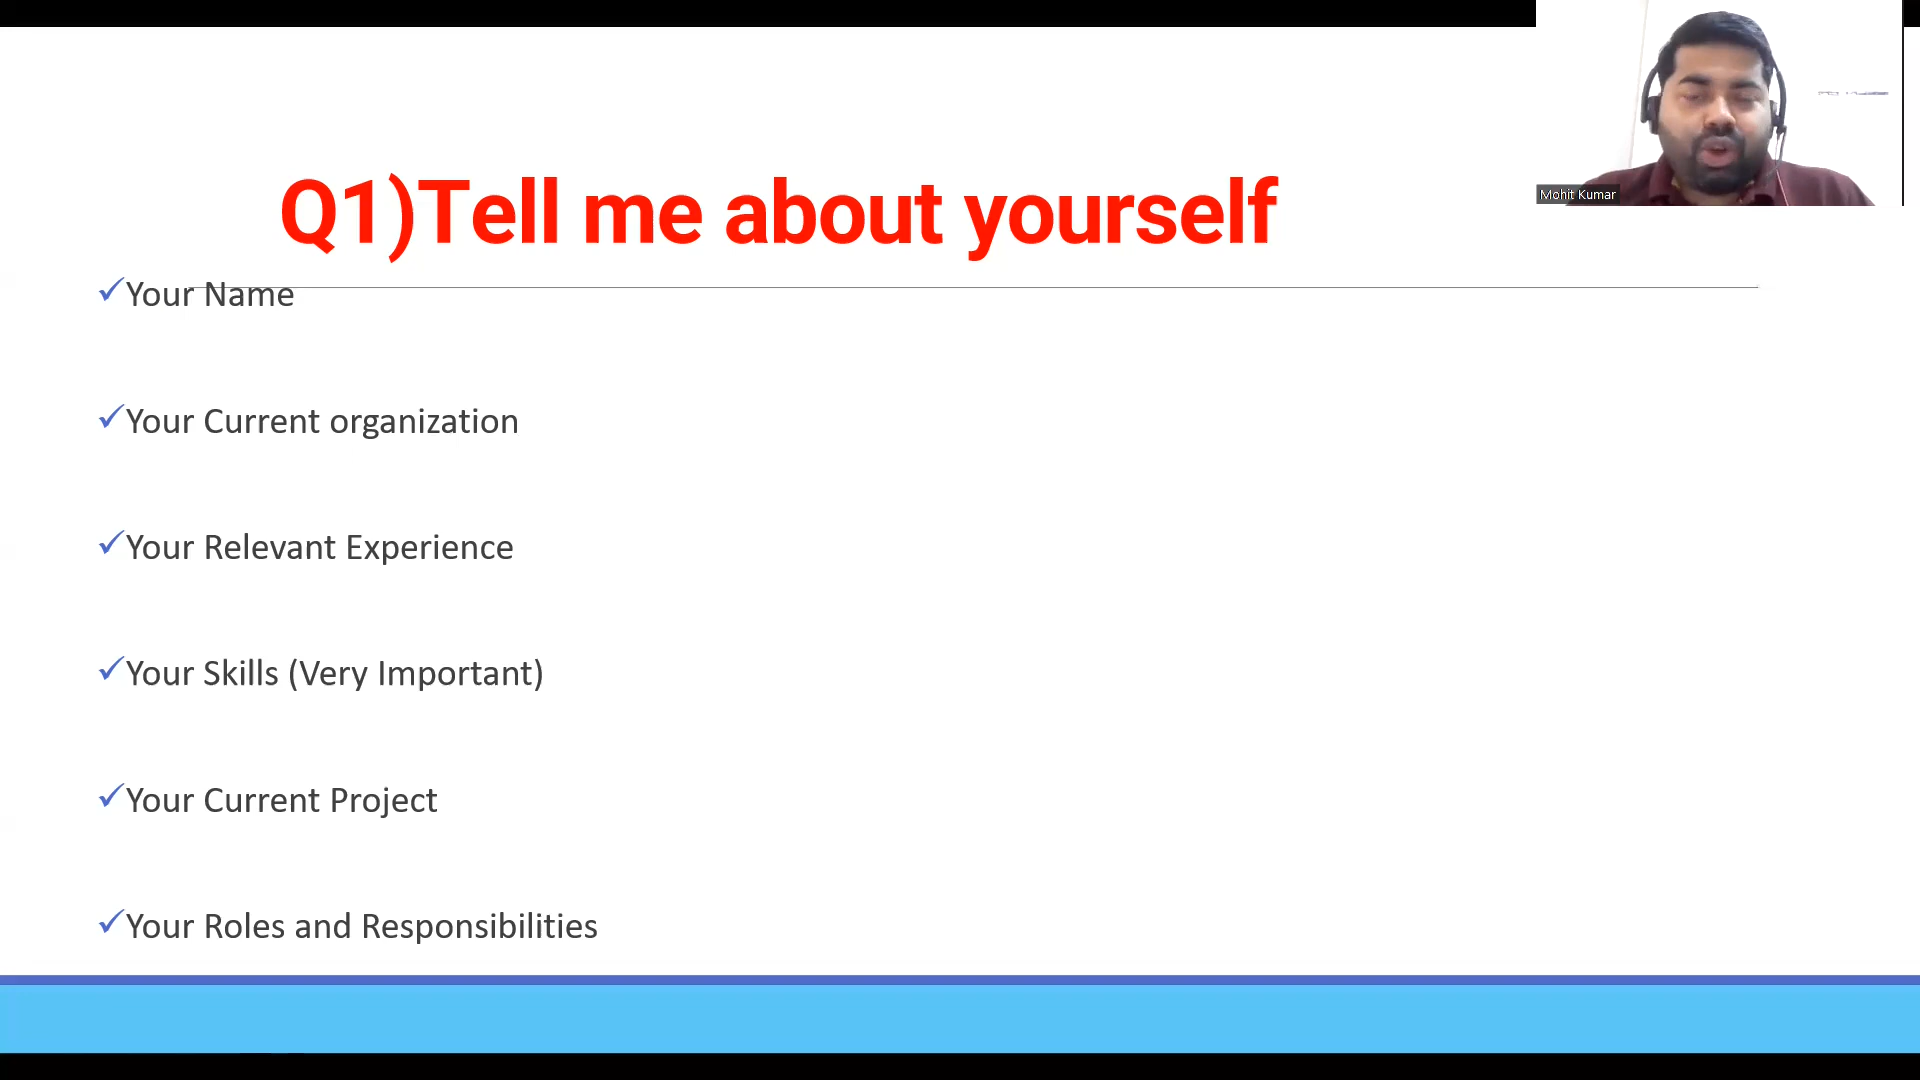 Mohit Kumar
Q1)Tell me about yourself
✓Your Name
✓Your Current organization
✓Your Relevant Experience
✓Your Skills (Very Important)
✓Your Current Project
✓Your Roles and Responsibilities